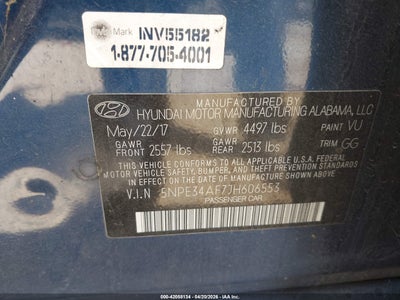 Mark INV55182
1-877-705-4001
MANUFACTURED BY
HYUNDAI MOTOR MANUFACTURING ALABAMA, LLC
May/22/17 GVWR 4497 lbs PAINT VU
GAWR FRONT 2557 lbs GAWR REAR 2513 lbs TRIM GG
THIS VEHICLE CONFORMS TO ALL APPLICABLE U.S.A. FEDERAL
MOTOR VEHICLE SAFETY, BUMPER, AND THEFT PREVENTION
STANDARDS IN EFFECT ON THE DATE OF MANUFACTURE
SHOWN ABOVE.
V.I.N 5NPE34AF7JH606553
PASSENGER CAR
000-42058134 - 04/20/2026 - IAA, Inc.